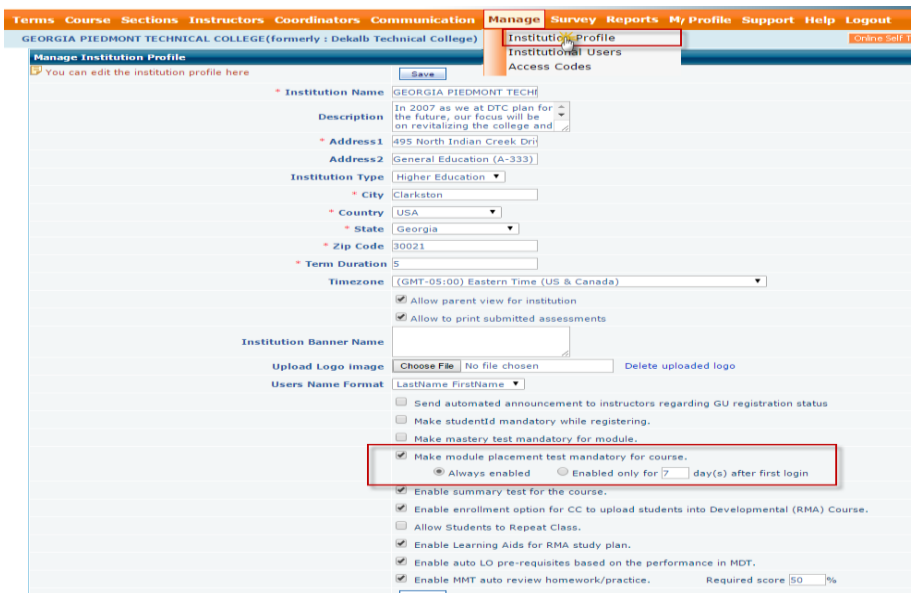 Terms Course Sections Instructors Coordinators Communication Manage Survey Reports My Profile Support Help Logout
GEORGIA PIEDMONT TECHNICAL COLLEGE(formerly : Dekalb Technical College) Institution Profile Online Self
Institutional Users
Access Codes
Manage Institution Profile
You can edit the institution profile here Save
* Institution Name GEORGIA PIEDMONT TECHN
Description In 2007 as we at DTC plan for
the future, our focus will be
on revitalizing the college and
* Address1 495 North Indian Creek Driv
Address2 General Education (A-333)
Institution Type Higher Education
* City Clarkston
* Country USA
* State Georgia
* Zip Code 30021
* Term Duration 5
Timezone (GMT-05:00) Eastern Time (US & Canada)
Allow parent view for institution
Allow to print submitted assessments
Institution Banner Name
Upload Logo image Choose File No file chosen Delete uploaded logo
Users Name Format LastName FirstName
Send automated announcement to instructors regarding GU registration status
Make studentId mandatory while registering.
Make mastery test mandatory for module.
Make module placement test mandatory for course.
Always enabled Enabled only for 7 day(s) after first login
Enable summary test for the course.
Enable enrollment option for CC to upload students into Developmental (RMA) Course.
Allow Students to Repeat Class.
Enable Learning Aids for RMA study plan.
Enable auto LO pre-requisites based on the performance in MDT.
Enable MMT auto review homework/practice. Required score 50 %